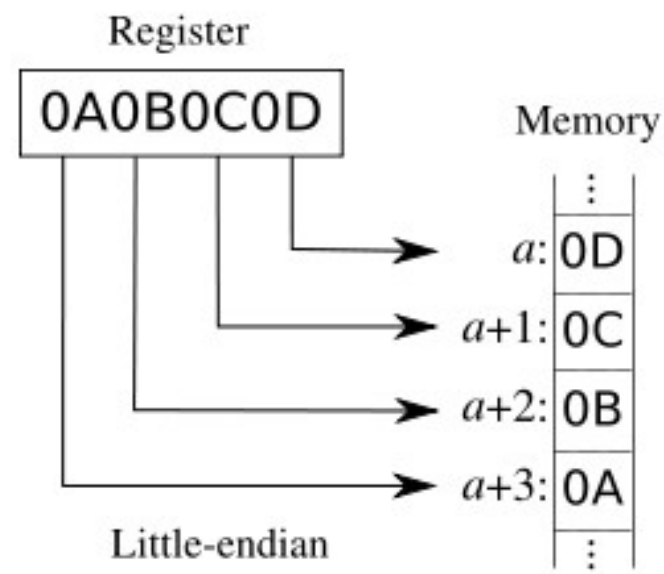 Register
0A0B0C0D
Memory
⋮
a: 0D
a+1: 0C
a+2: 0B
a+3: 0A
⋮
Little-endian